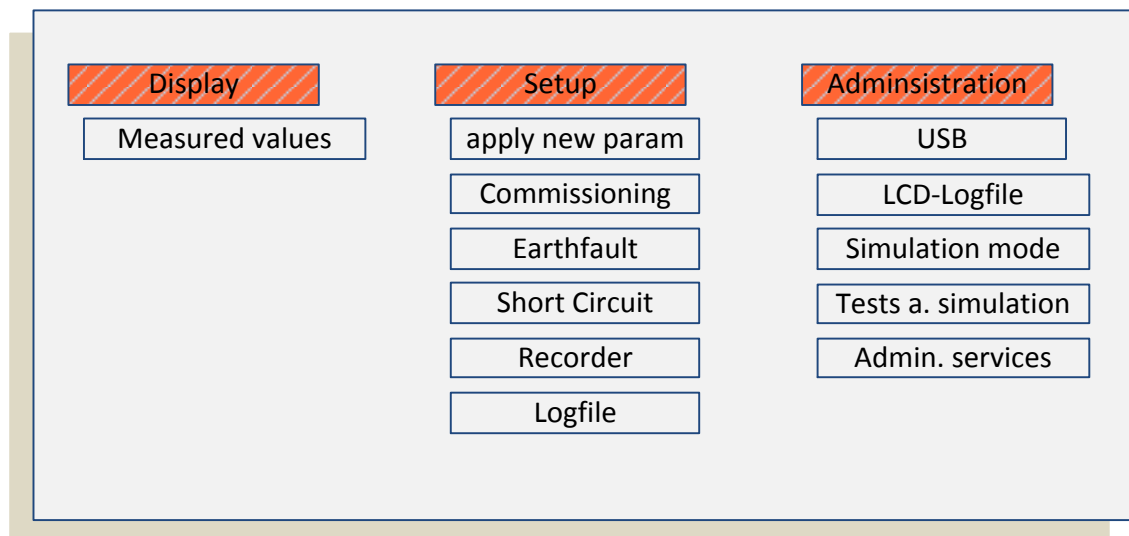 Display
Measured values
Setup
apply new param
Commissioning
Earthfault
Short Circuit
Recorder
Logfile
Adminsistration
USB
LCD-Logfile
Simulation mode
Tests a. simulation
Admin. services